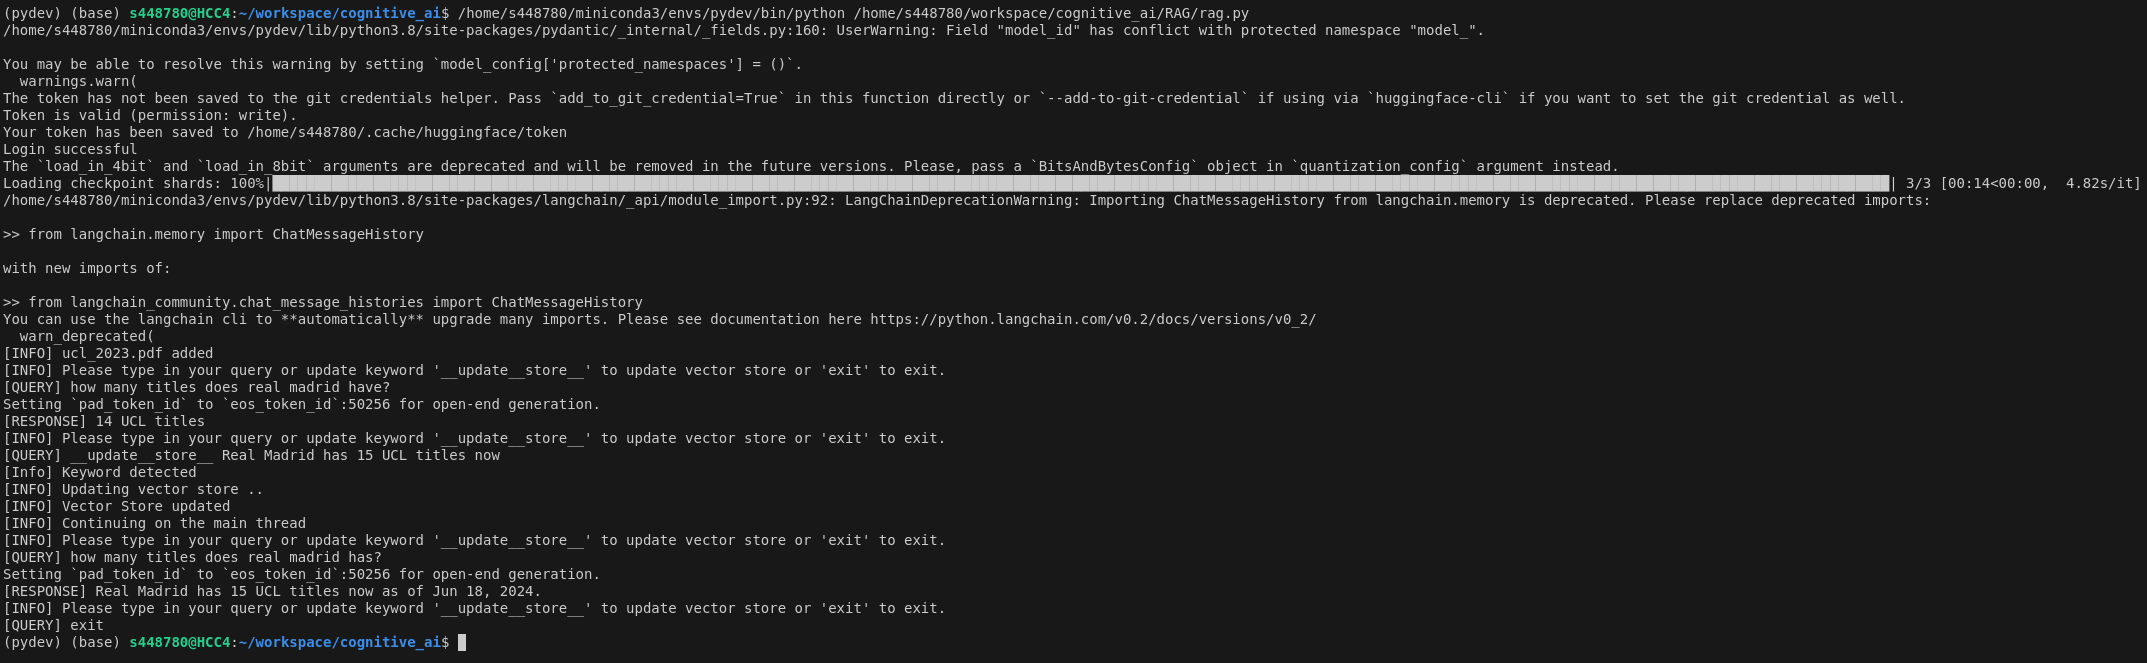 (pydev) (base) s448780@HCC4:~/workspace/cognitive_ai$ /home/s448780/miniconda3/envs/pydev/bin/python /home/s448780/workspace/cognitive_ai/RAG/rag.py
/home/s448780/miniconda3/envs/pydev/lib/python3.8/site-packages/pydantic/_internal/_fields.py:160: UserWarning: Field "model_id" has conflict with protected namespace "model_".
You may be able to resolve this warning by setting `model_config['protected_namespaces'] = ()`.
  warnings.warn(
The token has not been saved to the git credentials helper. Pass `add_to_git_credential=True` in this function directly or `--add-to-git-credential` if using via `huggingface-cli` if you want to set the git credential as well.
Token is valid (permission: write).
Your token has been saved to /home/s448780/.cache/huggingface/token
Login successful
The `load_in_4bit` and `load_in_8bit` arguments are deprecated and will be removed in the future versions. Please, pass a `BitsAndBytesConfig` object in `quantization_config` argument instead.
Loading checkpoint shards: 100%| | 3/3 [00:14<00:00,  4.82s/it]
/home/s448780/miniconda3/envs/pydev/lib/python3.8/site-packages/langchain/_api/module_import.py:92: LangChainDeprecationWarning: Importing ChatMessageHistory from langchain.memory is deprecated. Please replace deprecated imports:
>> from langchain.memory import ChatMessageHistory
with new imports of:
>> from langchain_community.chat_message_histories import ChatMessageHistory
You can use the langchain cli to **automatically** upgrade many imports. Please see documentation here https://python.langchain.com/v0.2/docs/versions/v0_2/
  warn_deprecated(
[INFO] ucl_2023.pdf added
[INFO] Please type in your query or update keyword '__update__store__' to update vector store or 'exit' to exit.
[QUERY] how many titles does real madrid have?
Setting `pad_token_id` to `eos_token_id`:50256 for open-end generation.
[RESPONSE] 14 UCL titles
[INFO] Please type in your query or update keyword '__update__store__' to update vector store or 'exit' to exit.
[QUERY] __update__store__ Real Madrid has 15 UCL titles now
[Info] Keyword detected
[INFO] Updating vector store ..
[INFO] Vector Store updated
[INFO] Continuing on the main thread
[INFO] Please type in your query or update keyword '__update__store__' to update vector store or 'exit' to exit.
[QUERY] how many titles does real madrid has?
Setting `pad_token_id` to `eos_token_id`:50256 for open-end generation.
[RESPONSE] Real Madrid has 15 UCL titles now as of Jun 18, 2024.
[INFO] Please type in your query or update keyword '__update__store__' to update vector store or 'exit' to exit.
[QUERY] exit
(pydev) (base) s448780@HCC4:~/workspace/cognitive_ai$